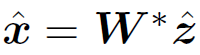 x̂ = W* ẑ